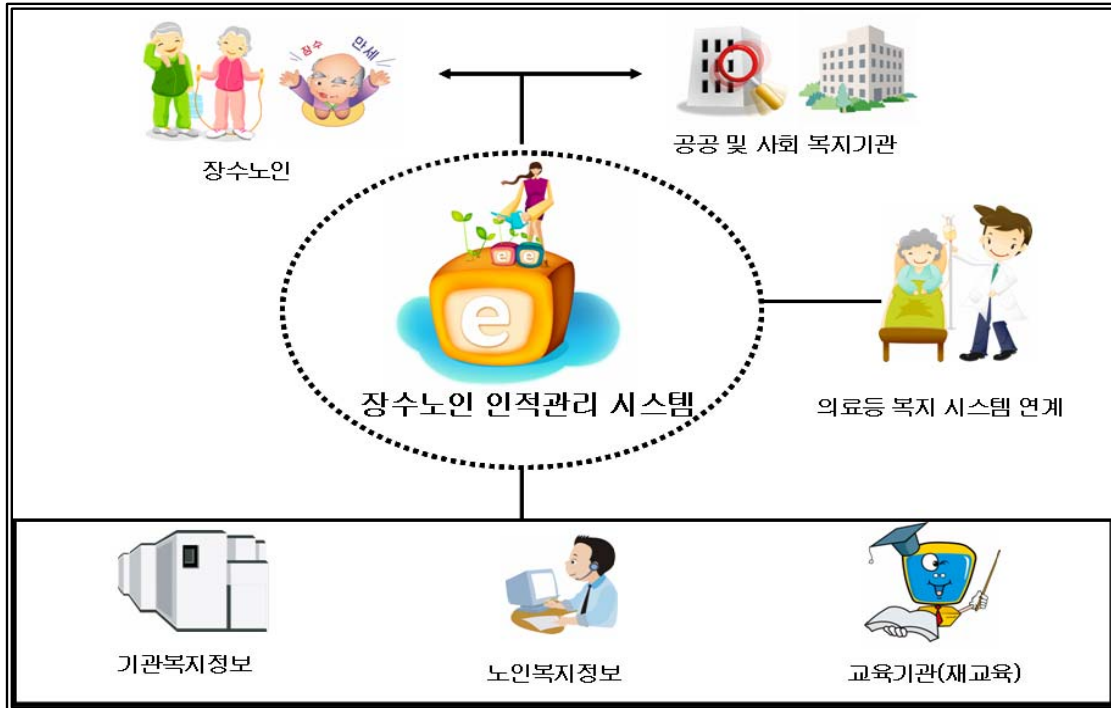 장수
만세
장수노인
공공 및 사회 복지기관
e e
e
장수노인 인적관리 시스템
의료등 복지 시스템 연계
기관복지정보
노인복지정보
교육기관(재교육)